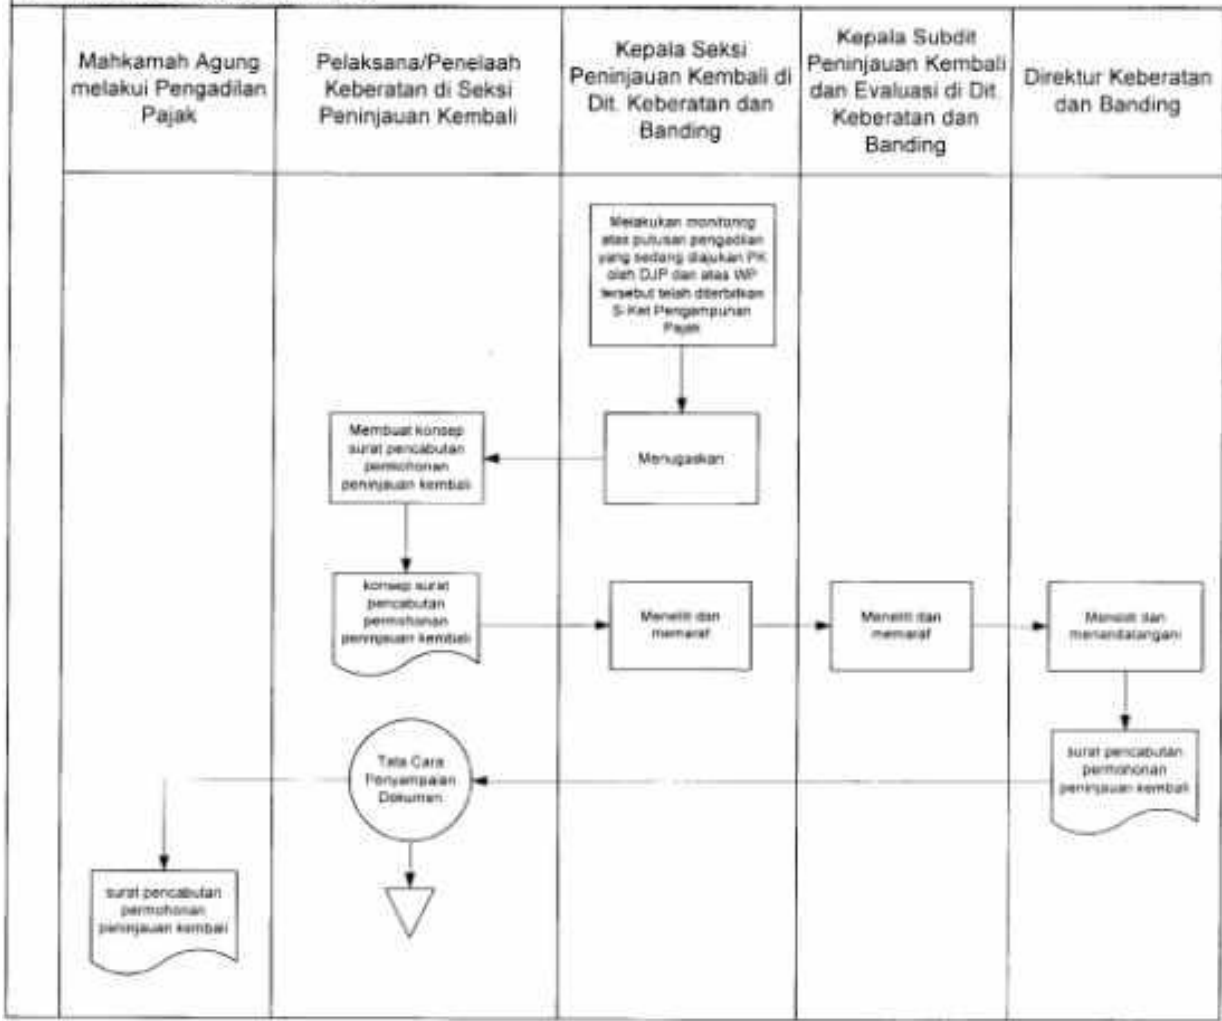 Mahkamah Agung
melakui Pengadilan
Pajak
Pelaksana/Penelaah
Keberatan di Seksi
Peninjauan Kembali
Kepala Seksi
Peninjauan Kembali di
Dit. Keberatan dan
Banding
Kepala Subdit
Peninjauan Kembali
dan Evaluasi di Dit.
Keberatan dan
Banding
Direktur Keberatan
dan Banding
Melakukan monitoring
atas putusan pengadilan
yang sedang diajukan PK
oleh DJP dan atas WP
tersebut telah diterbitkan
S-Ket Pengampunan
Pajak
Membuat konsep
surat pencabutan
permohonan
peninjauan kembali
Menugaskan
konsep surat
pencabutan
permohonan
peninjauan kembali
Meneliti dan
memaraf
Meneliti dan
memaraf
Meneliti dan
menandatangani
Tata Cara
Penyampaian
Dokumen
surat pencabutan
permohonan
peninjauan kembali
surat pencabutan
permohonan
peninjauan kembali